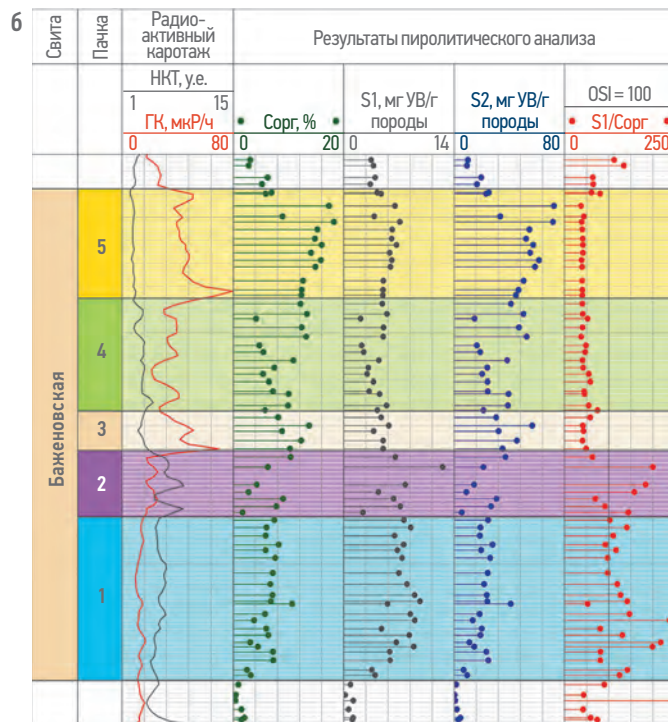 б
Свита
Пачка
Радио-
активный
каротаж
Результаты пиролитического анализа
НКТ, у.е.
1 15
ГК, мкР/ч
0 80
Сорг, %
0 20
S1, мг УВ/г
породы
0 14
S2, мг УВ/г
породы
0 80
OSI = 100
S1/Сорг
0 250
Баженовская
5
4
3
2
1